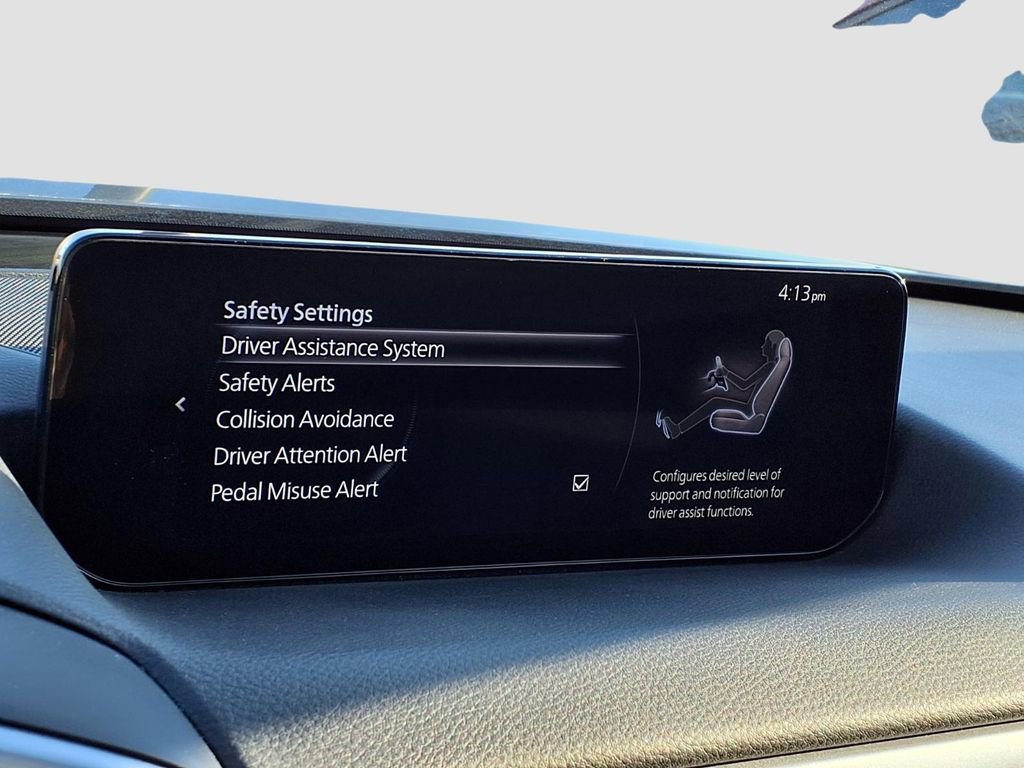 4:13pm
Safety Settings
Driver Assistance System
Safety Alerts
Collision Avoidance
Driver Attention Alert
Pedal Misuse Alert
Configures desired level of
support and notification for
driver assist functions.